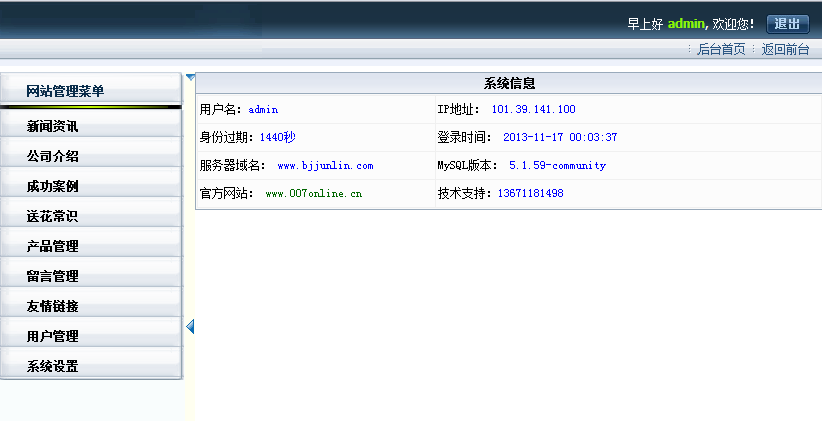 早上好 admin, 欢迎您! 退出
后台首页 返回前台
网站管理菜单
新闻资讯
公司介绍
成功案例
送花常识
产品管理
留言管理
友情链接
用户管理
系统设置
系统信息
用户名: admin IP地址: 101.39.141.100
身份过期: 1440秒 登录时间: 2013-11-17 00:03:37
服务器域名: www.bjjunlin.com MySQL版本: 5.1.59-community
官方网站: www.007online.cn 技术支持: 13671181498